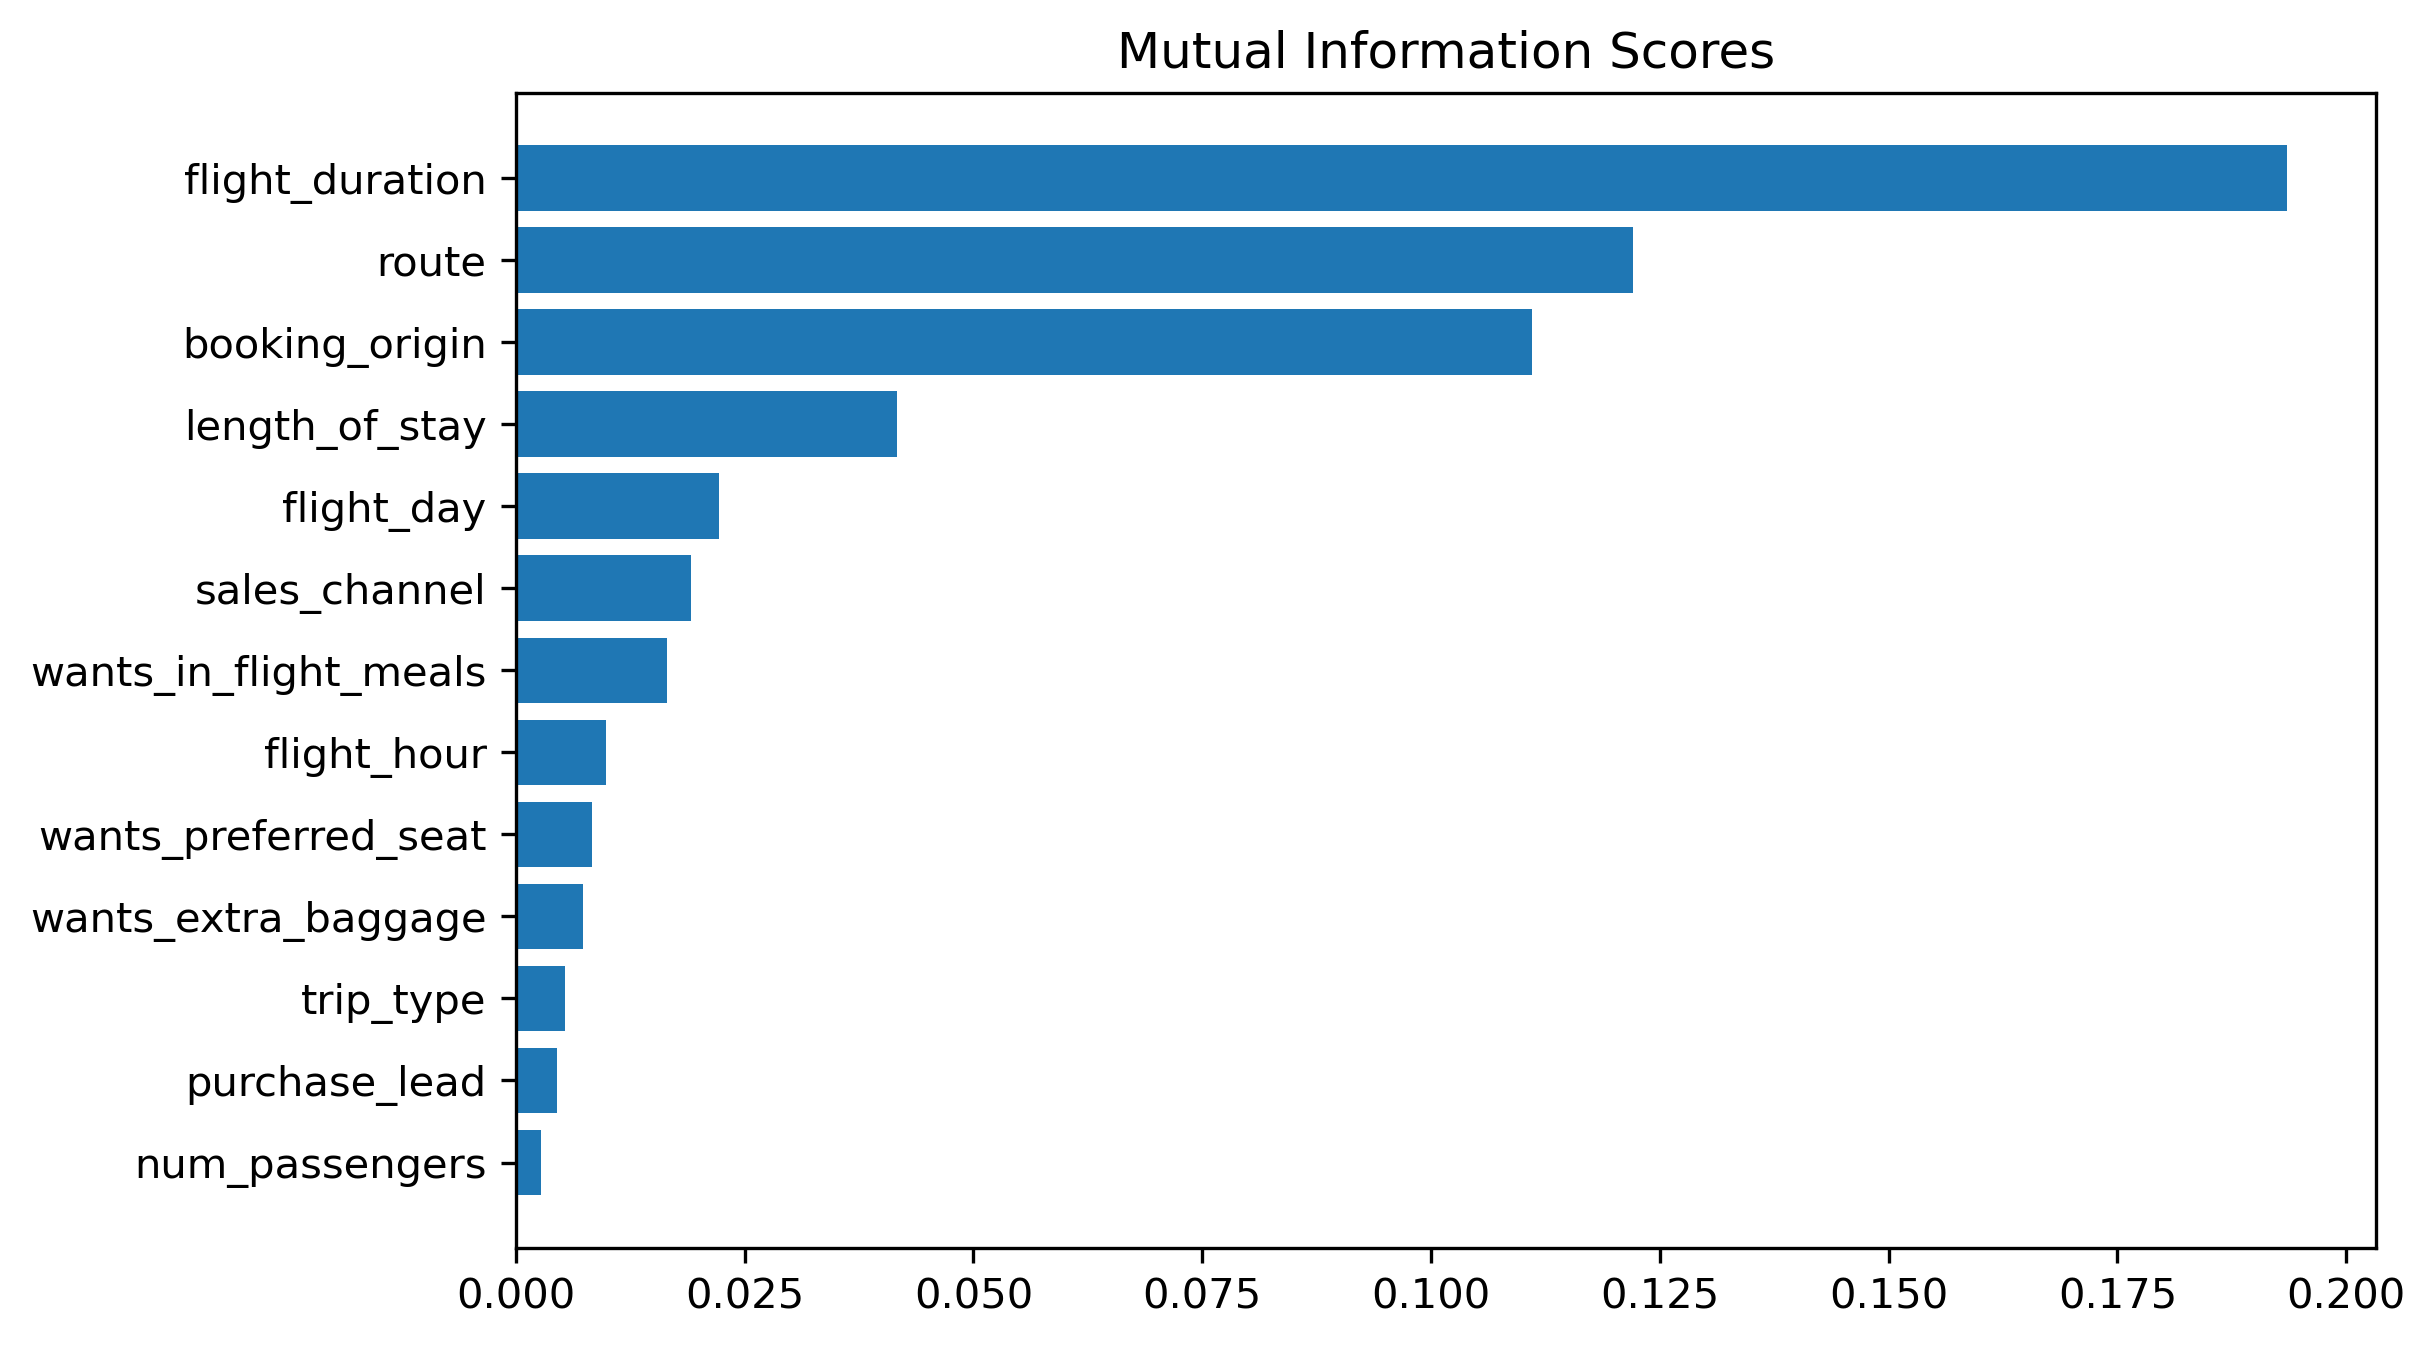 Mutual Information Scores
flight_duration
route
booking_origin
length_of_stay
flight_day
sales_channel
wants_in_flight_meals
flight_hour
wants_preferred_seat
wants_extra_baggage
trip_type
purchase_lead
num_passengers
0.000 0.025 0.050 0.075 0.100 0.125 0.150 0.175 0.200